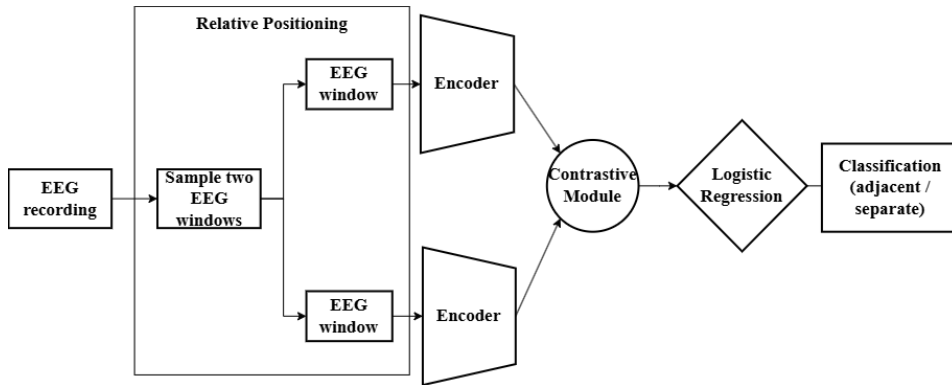 Relative Positioning
EEG
recording
Sample two
EEG
windows
EEG
window
Encoder
EEG
window
Encoder
Contrastive
Module
Logistic
Regression
Classification
(adjacent /
separate)